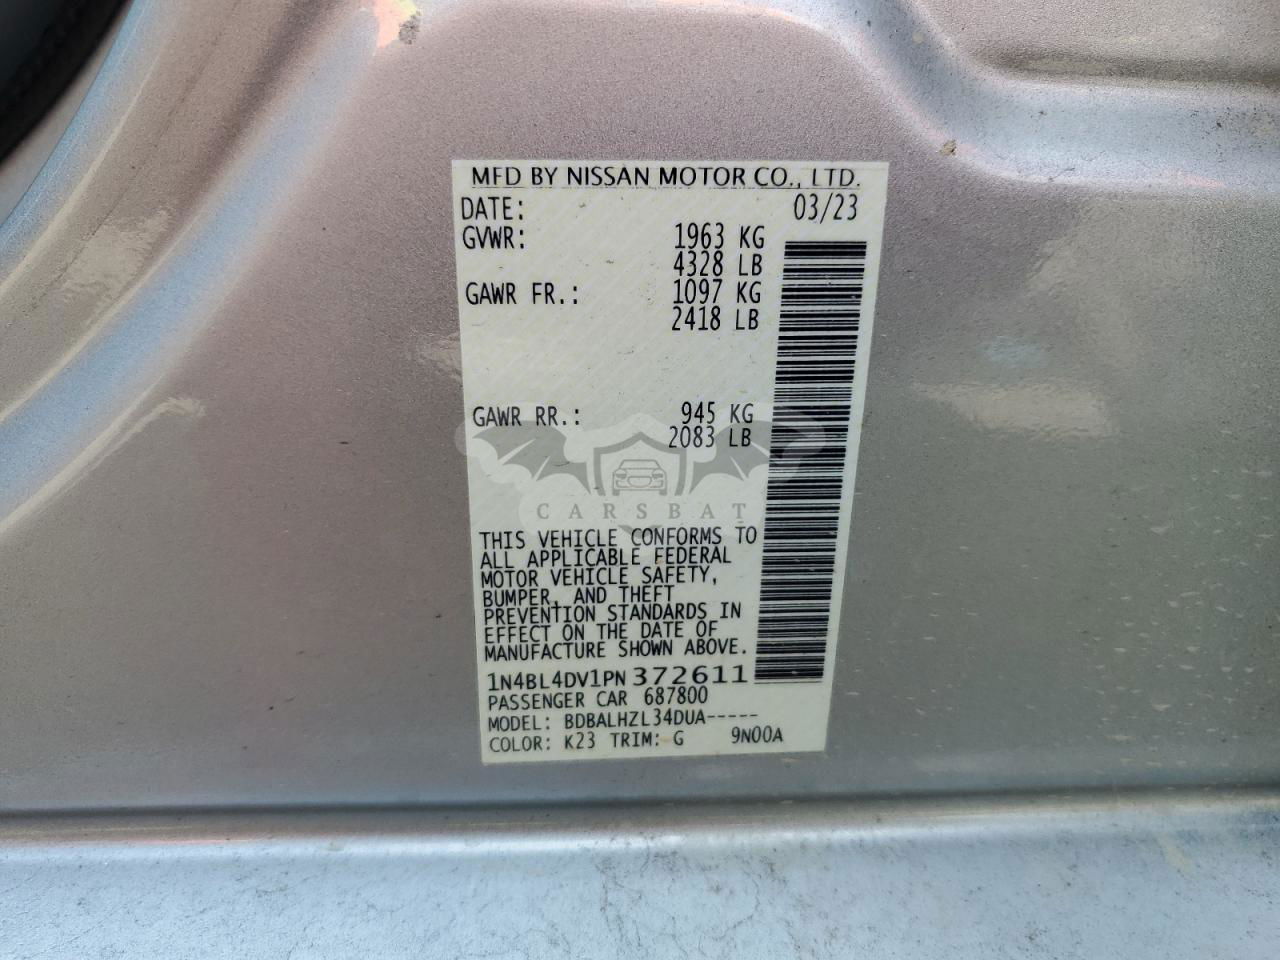 MFD BY NISSAN MOTOR CO., LTD.
DATE: 03/23
GVWR: 1963 KG
4328 LB
GAWR FR.: 1097 KG
2418 LB
GAWR RR.: 945 KG
2083 LB
CARSBAT
THIS VEHICLE CONFORMS TO
ALL APPLICABLE FEDERAL
MOTOR VEHICLE SAFETY,
BUMPER, AND THEFT
PREVENTION STANDARDS IN
EFFECT ON THE DATE OF
MANUFACTURE SHOWN ABOVE.
1N4BL4DV1PN372611
PASSENGER CAR 687800
MODEL: BDBALHZL34DUA-----
COLOR: K23 TRIM: G 9N00A